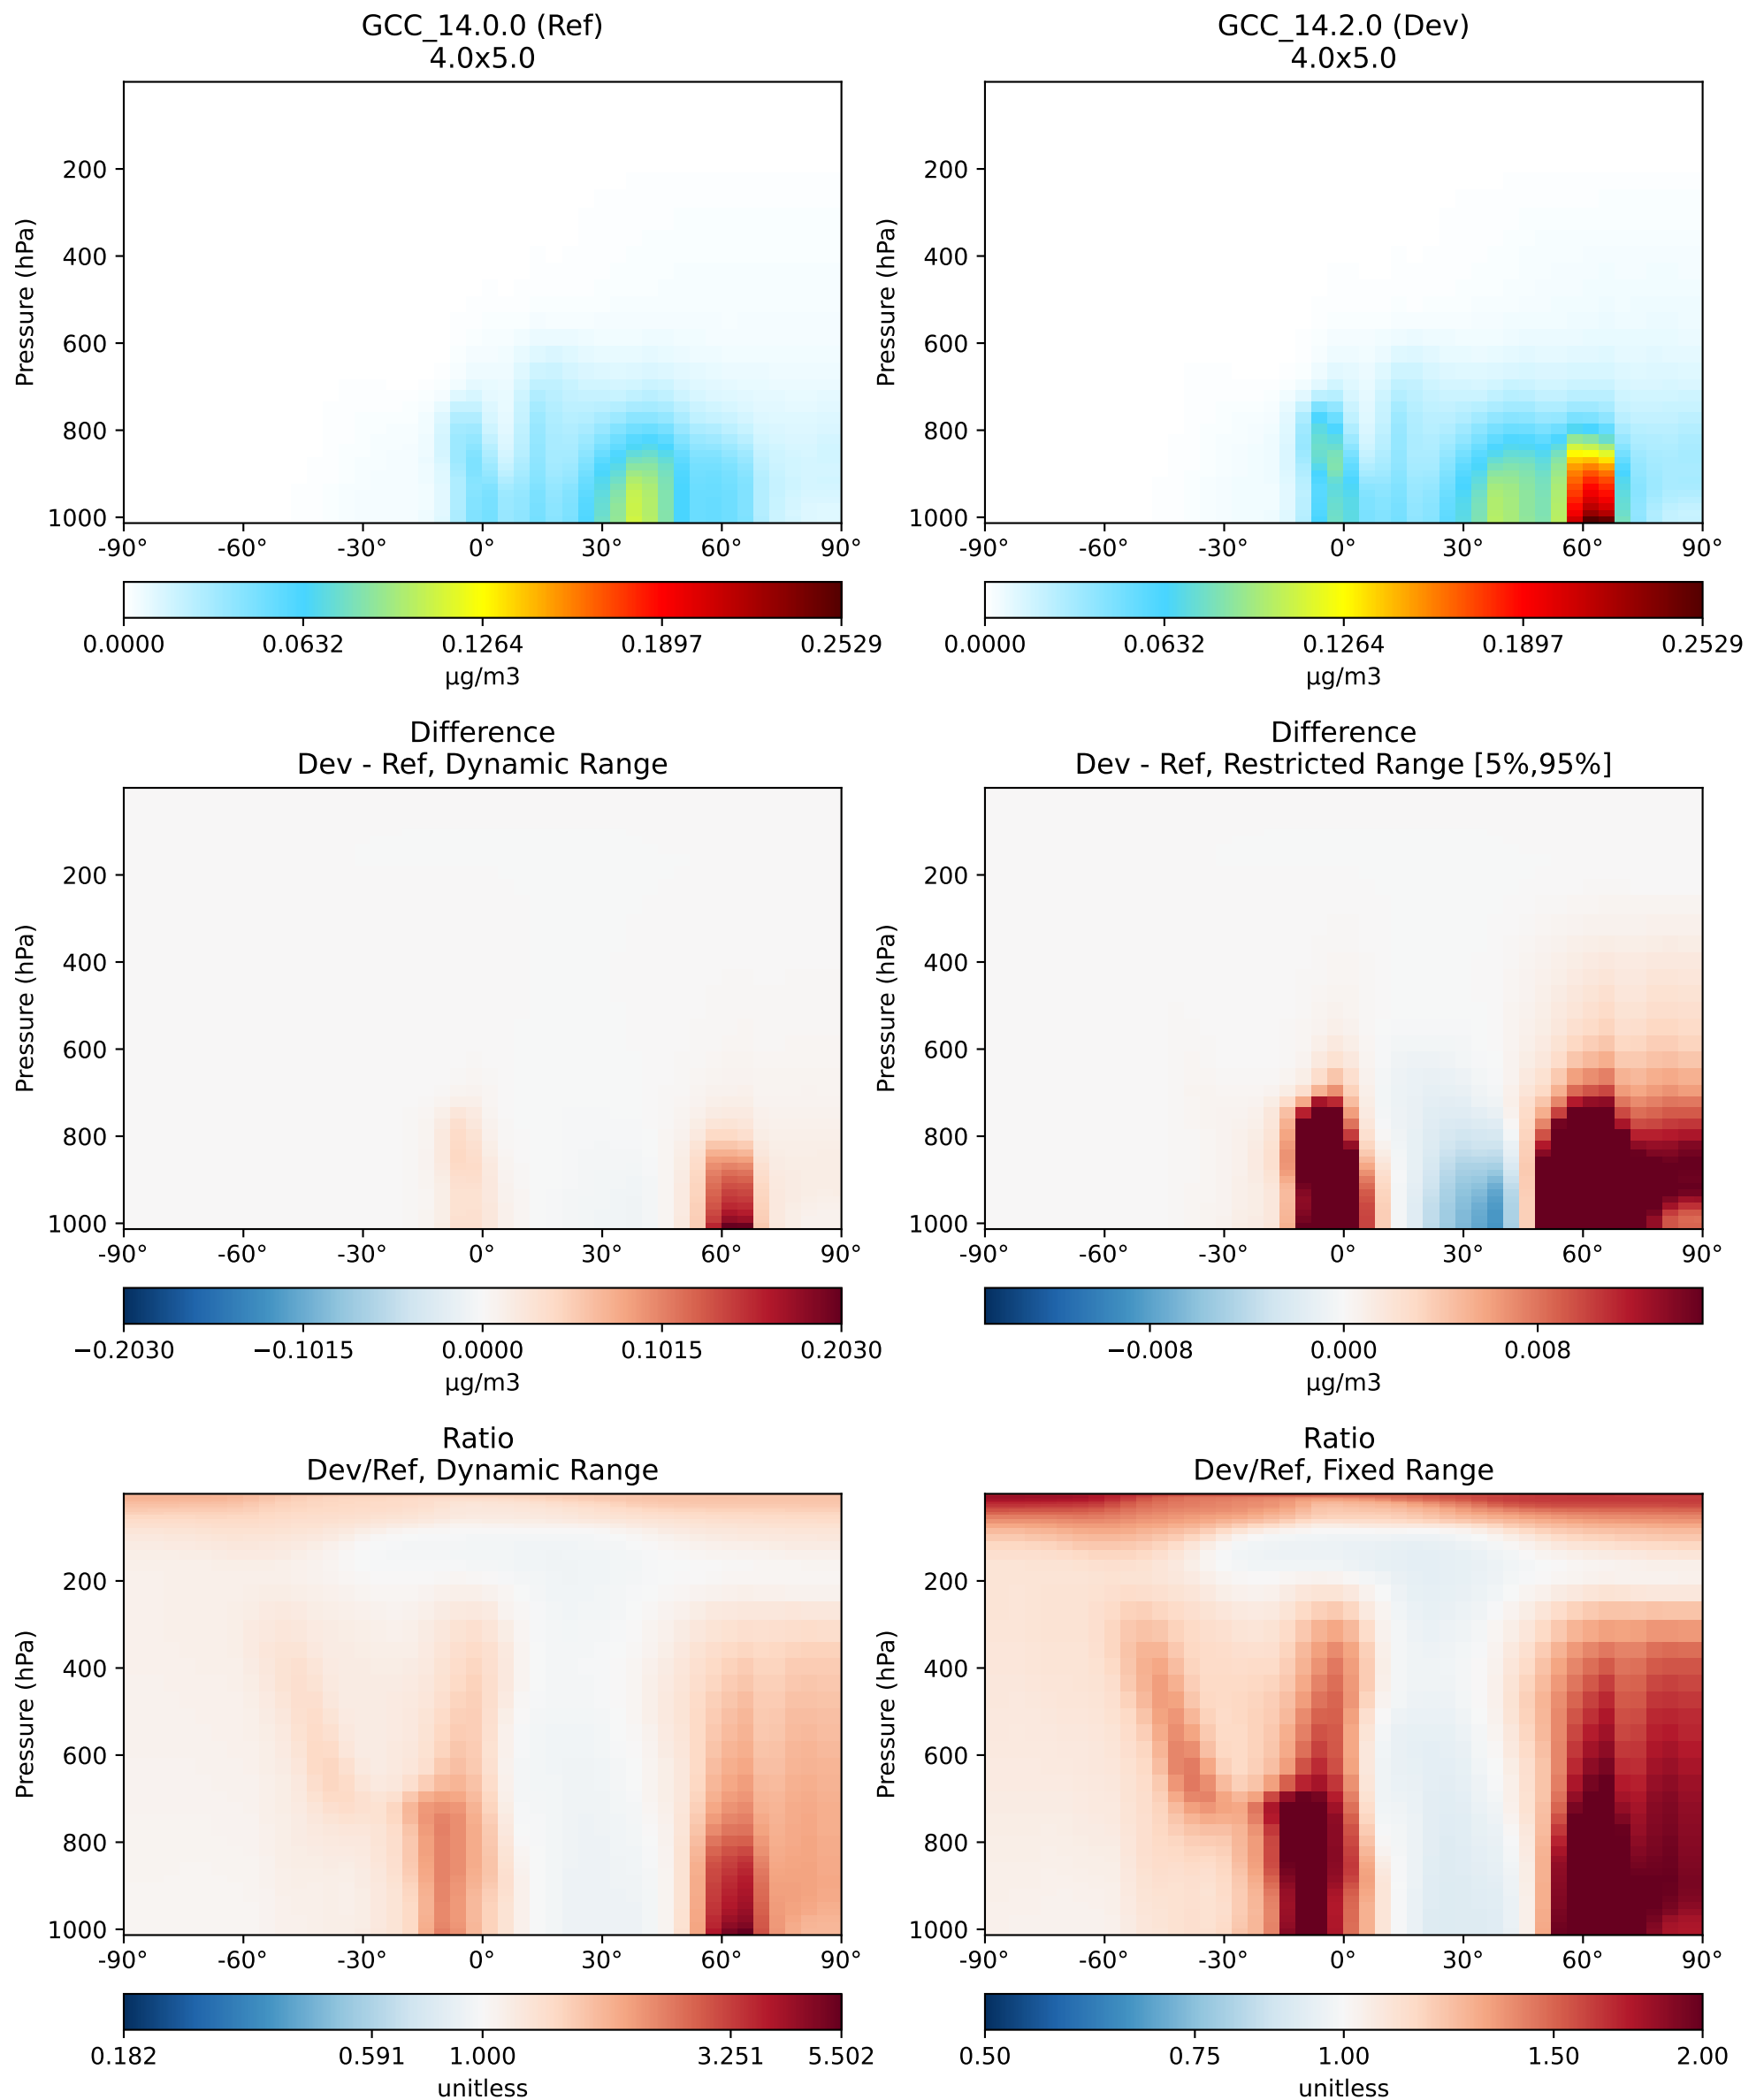 GCC_14.0.0 (Ref)
4.0x5.0
Pressure (hPa)
200
400
600
800
1000
-90° -60° -30° 0° 30° 60° 90°
0.0000 0.0632 0.1264 0.1897 0.2529
µg/m3
GCC_14.2.0 (Dev)
4.0x5.0
Pressure (hPa)
200
400
600
800
1000
-90° -60° -30° 0° 30° 60° 90°
0.0000 0.0632 0.1264 0.1897 0.2529
µg/m3
Difference
Dev - Ref, Dynamic Range
Pressure (hPa)
200
400
600
800
1000
-90° -60° -30° 0° 30° 60° 90°
−0.2030 −0.1015 0.0000 0.1015 0.2030
µg/m3
Difference
Dev - Ref, Restricted Range [5%,95%]
Pressure (hPa)
200
400
600
800
1000
-90° -60° -30° 0° 30° 60° 90°
−0.008 0.000 0.008
µg/m3
Ratio
Dev/Ref, Dynamic Range
Pressure (hPa)
200
400
600
800
1000
-90° -60° -30° 0° 30° 60° 90°
0.182 0.591 1.000 3.251 5.502
unitless
Ratio
Dev/Ref, Fixed Range
Pressure (hPa)
200
400
600
800
1000
-90° -60° -30° 0° 30° 60° 90°
0.50 0.75 1.00 1.50 2.00
unitless